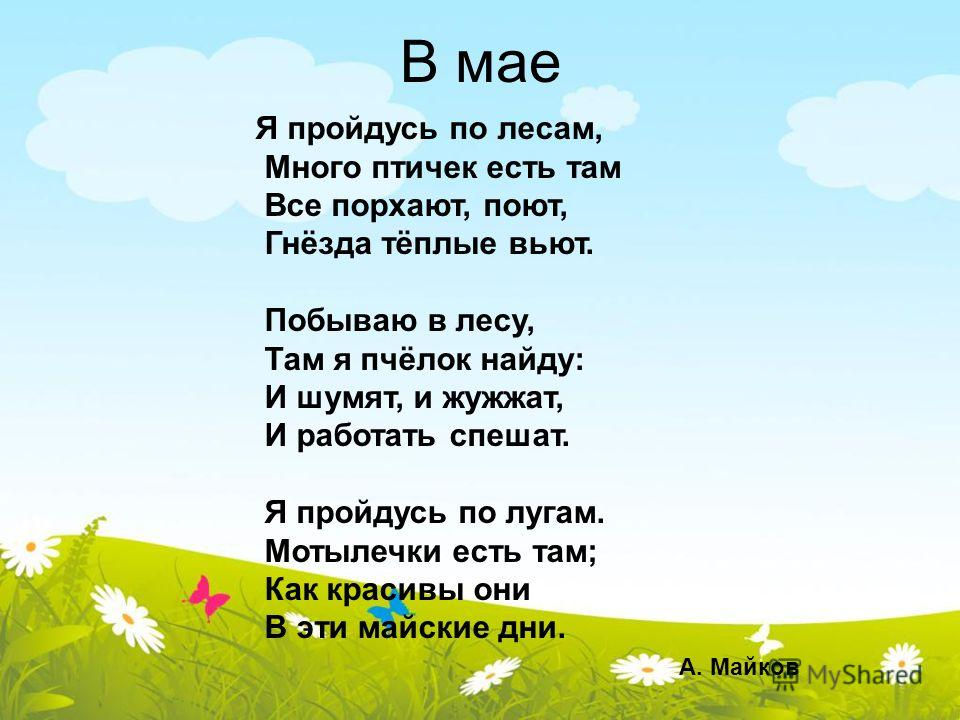 В мае
Я пройдусь по лесам,
Много птичек есть там
Все порхают, поют,
Гнёзда тёплые вьют.
Побываю в лесу,
Там я пчёлок найду:
И шумят, и жужжат,
И работать спешат.
Я пройдусь по лугам.
Мотылечки есть там;
Как красивы они
В эти майские дни.
А. Майков
MyShared